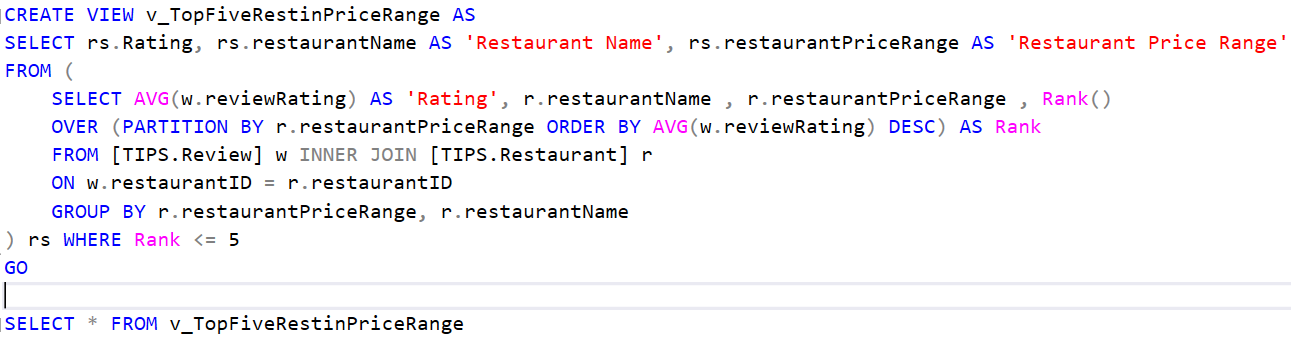 CREATE VIEW v_TopFiveRestinPriceRange AS
SELECT rs.Rating, rs.restaurantName AS 'Restaurant Name', rs.restaurantPriceRange AS 'Restaurant Price Range'
FROM (
    SELECT AVG(w.reviewRating) AS 'Rating', r.restaurantName , r.restaurantPriceRange , Rank()
    OVER (PARTITION BY r.restaurantPriceRange ORDER BY AVG(w.reviewRating) DESC) AS Rank
    FROM [TIPS.Review] w INNER JOIN [TIPS.Restaurant] r
    ON w.restaurantID = r.restaurantID
    GROUP BY r.restaurantPriceRange, r.restaurantName
) rs WHERE Rank <= 5
GO
SELECT * FROM v_TopFiveRestinPriceRange